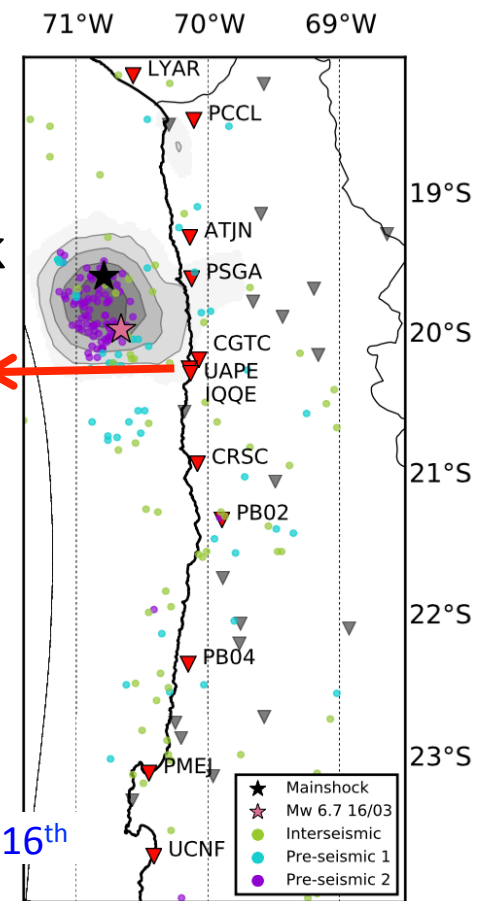 71°W 70°W 69°W
LYAR
PCCL
19°S
ATJN
PSGA
20°S
CGTC
UAPE
IQQE
21°S
CRSC
PB02
22°S
PB04
23°S
PMEJ
Mainshock
Mw 6.7 16/03
Interseismic
Pre-seismic 1
Pre-seismic 2
16th
UCNF